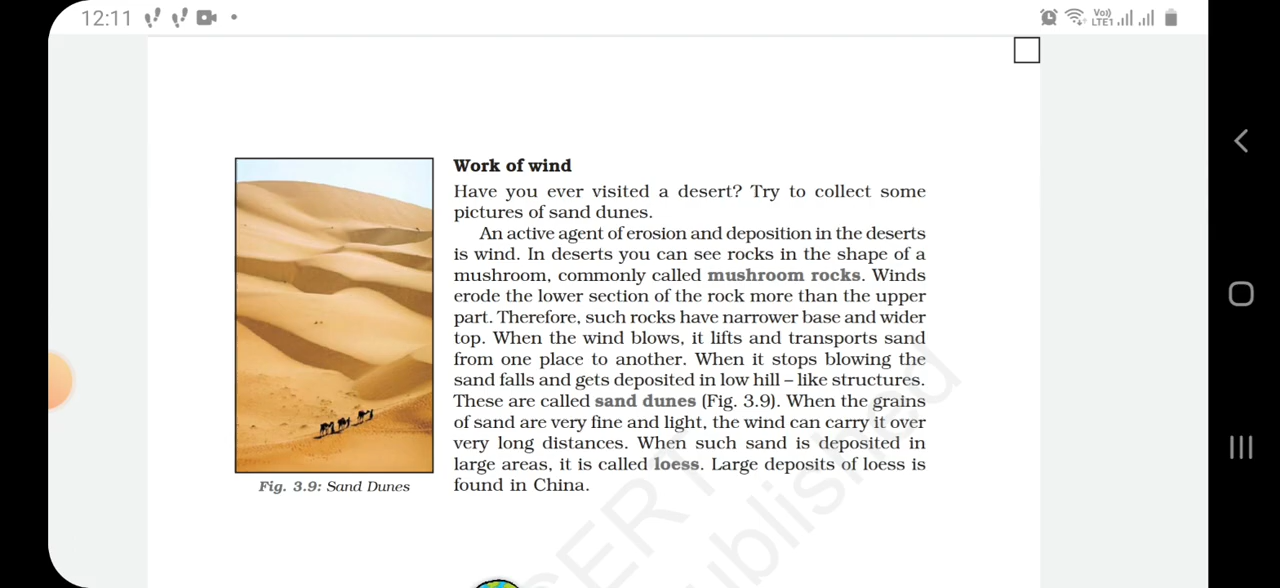 12:11
Vo))
LTE1
Work of wind
Have you ever visited a desert? Try to collect some
pictures of sand dunes.
An active agent of erosion and deposition in the deserts
is wind. In deserts you can see rocks in the shape of a
mushroom, commonly called mushroom rocks. Winds
erode the lower section of the rock more than the upper
part. Therefore, such rocks have narrower base and wider
top. When the wind blows, it lifts and transports sand
from one place to another. When it stops blowing the
sand falls and gets deposited in low hill – like structures.
These are called sand dunes (Fig. 3.9). When the grains
of sand are very fine and light, the wind can carry it over
very long distances. When such sand is deposited in
large areas, it is called loess. Large deposits of loess is
found in China.
Fig. 3.9: Sand Dunes